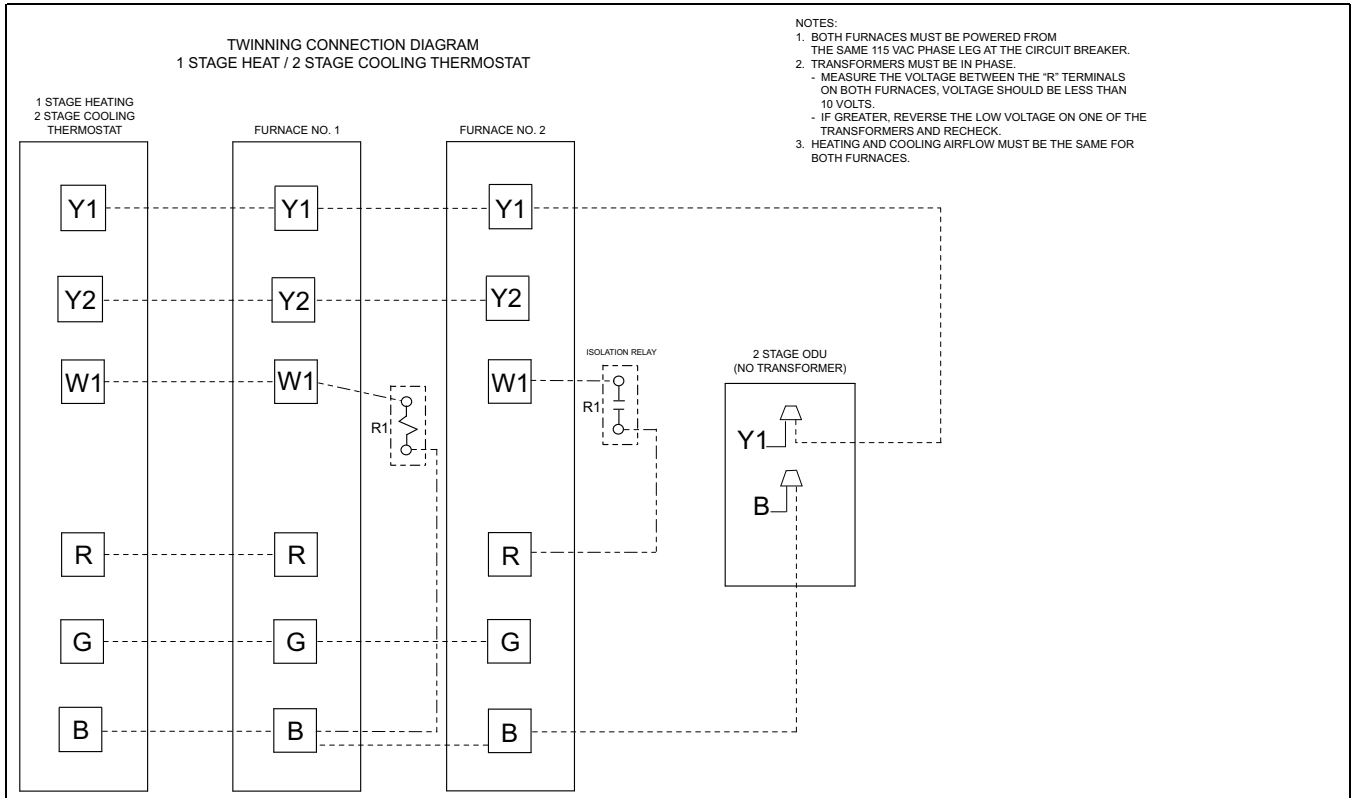 TWINNING CONNECTION DIAGRAM
1 STAGE HEAT / 2 STAGE COOLING THERMOSTAT
NOTES:
1. BOTH FURNACES MUST BE POWERED FROM
THE SAME 115 VAC PHASE LEG AT THE CIRCUIT BREAKER.
2. TRANSFORMERS MUST BE IN PHASE.
- MEASURE THE VOLTAGE BETWEEN THE “R” TERMINALS
ON BOTH FURNACES, VOLTAGE SHOULD BE LESS THAN
10 VOLTS.
- IF GREATER, REVERSE THE LOW VOLTAGE ON ONE OF THE
TRANSFORMERS AND RECHECK.
3. HEATING AND COOLING AIRFLOW MUST BE THE SAME FOR
BOTH FURNACES.
1 STAGE HEATING
2 STAGE COOLING
THERMOSTAT
FURNACE NO. 1
FURNACE NO. 2
Y1
Y1
Y1
Y2
Y2
Y2
ISOLATION RELAY
2 STAGE ODU
(NO TRANSFORMER)
W1
W1
W1
R1
R1
Y1
B
R
R
R
G
G
G
B
B
B